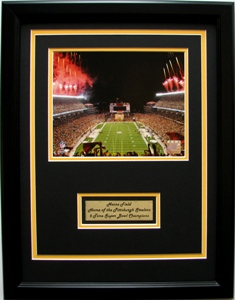 Heinz Field
Home of the Pittsburgh Steelers
6 Time Super Bowl Champions